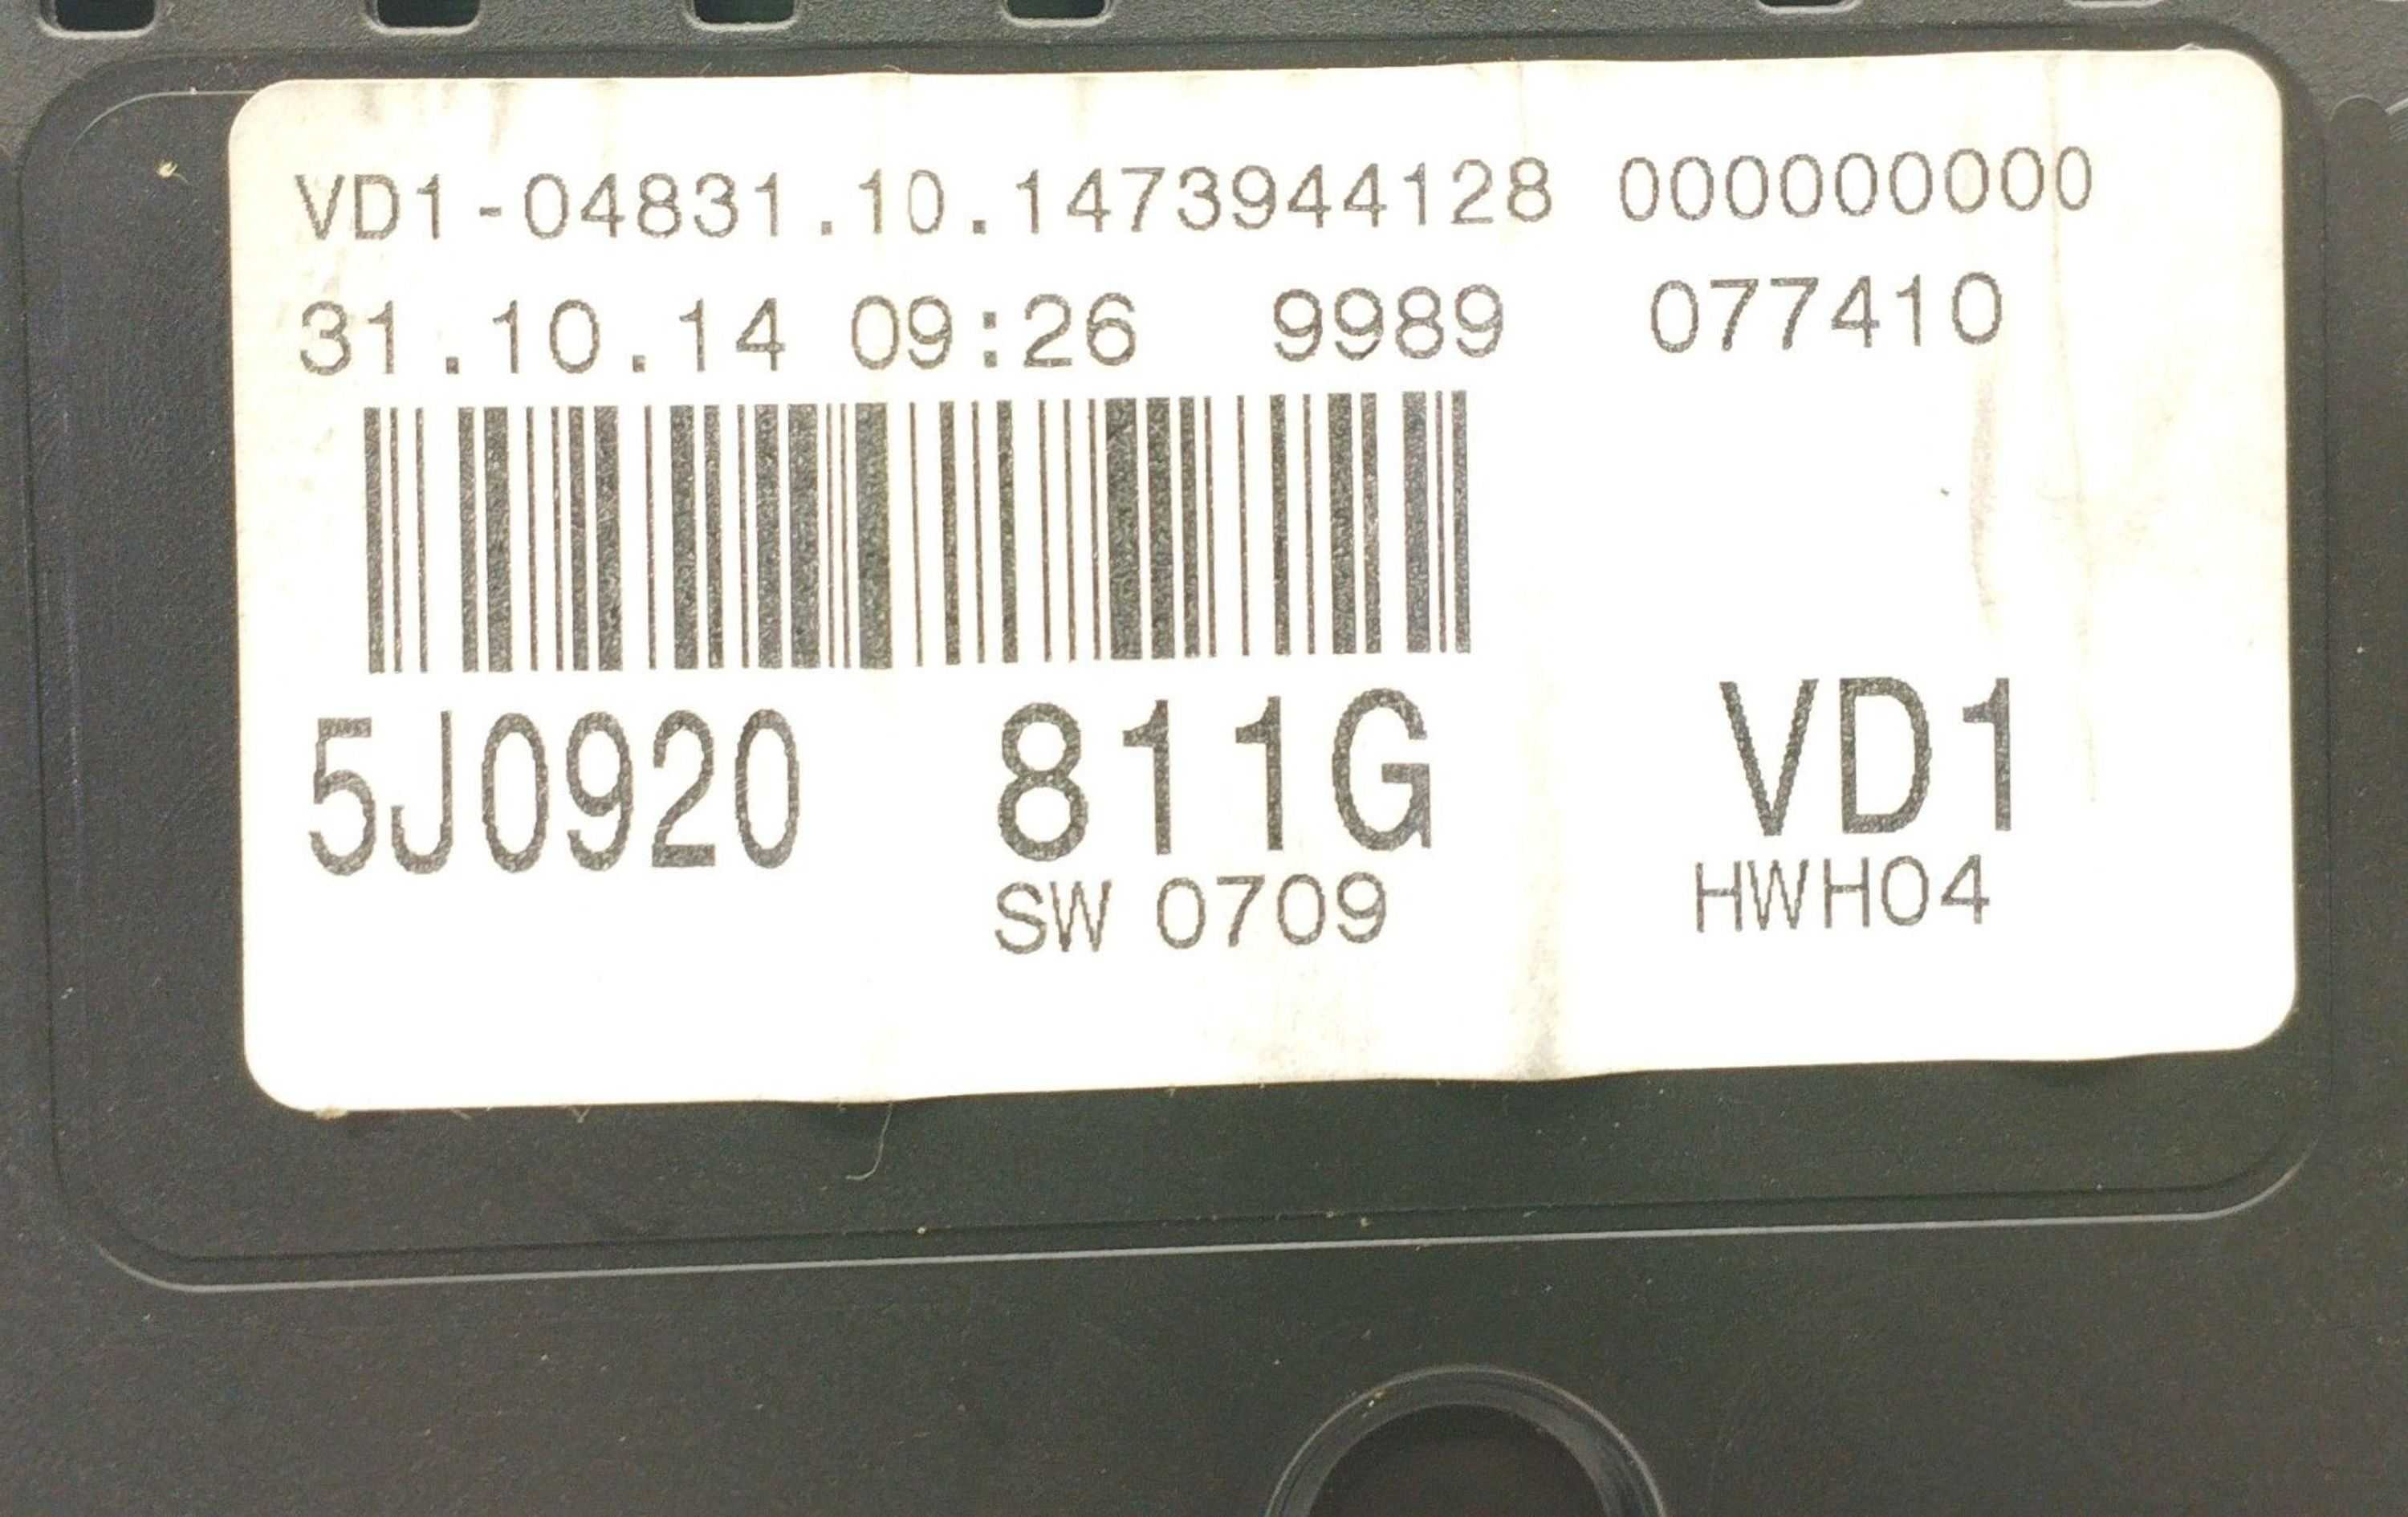 VD1-04831.10.1473944128 000000000
31.10.14 09:26 9989 077410
5J0920 811G VD1
SW 0709 HWH04